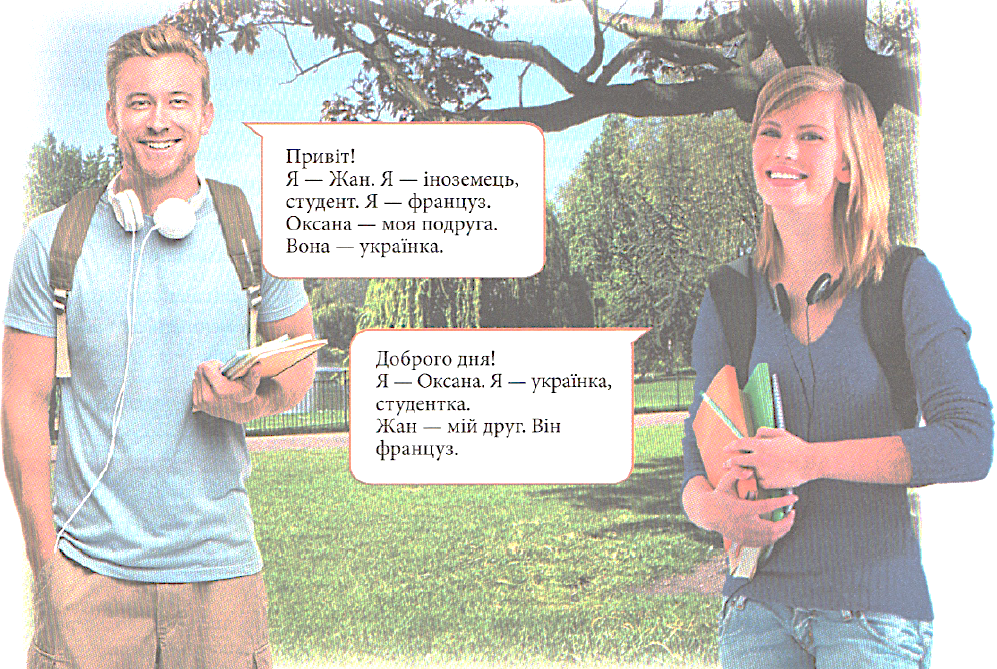 Привіт!
Я — Жан. Я — іноземець,
студент. Я — француз.
Оксана — моя подруга.
Вона — українка.
Доброго дня!
Я — Оксана. Я — українка,
студентка.
Жан — мій друг. Він
француз.